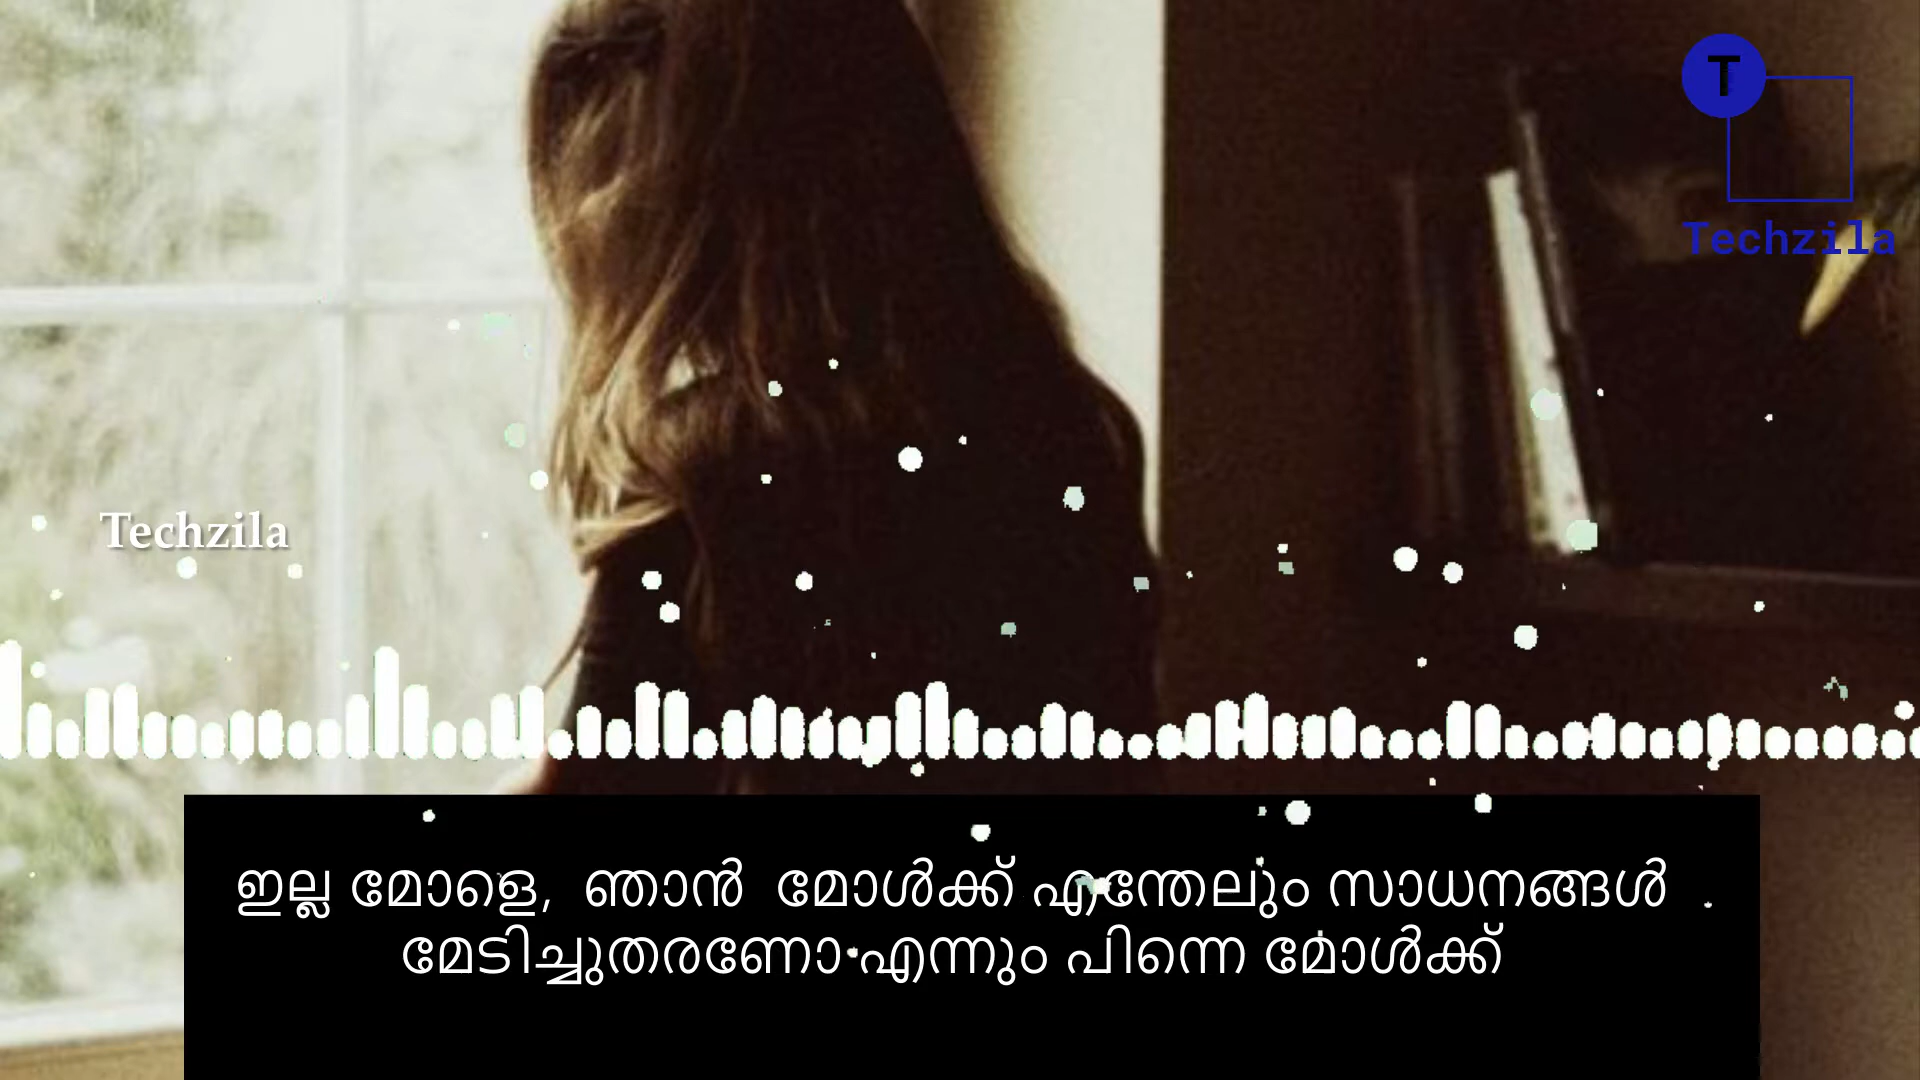 T
Techzila
Techzila
ഇല്ല മോളെ, ഞാൻ മോൾക്ക് എന്തേലും സാധനങ്ങൾ
മേടിച്ചുതരണോ എന്നും പിന്നെ മോൾക്ക്